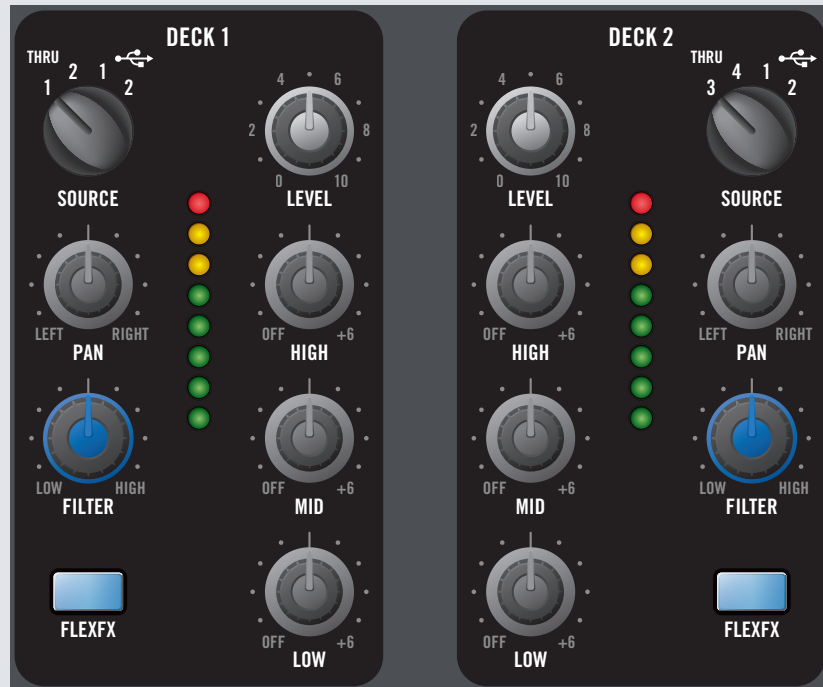 DECK 1
THRU
1 2 1 2
SOURCE
0 2 4 6 8 10
LEVEL
LEFT RIGHT
PAN
OFF +6
HIGH
LOW HIGH
FILTER
OFF +6
MID
FLEXFX
OFF +6
LOW
DECK 2
0 2 4 6 8 10
LEVEL
THRU
3 4 1 2
SOURCE
OFF +6
HIGH
LEFT RIGHT
PAN
OFF +6
MID
LOW HIGH
FILTER
OFF +6
LOW
FLEXFX